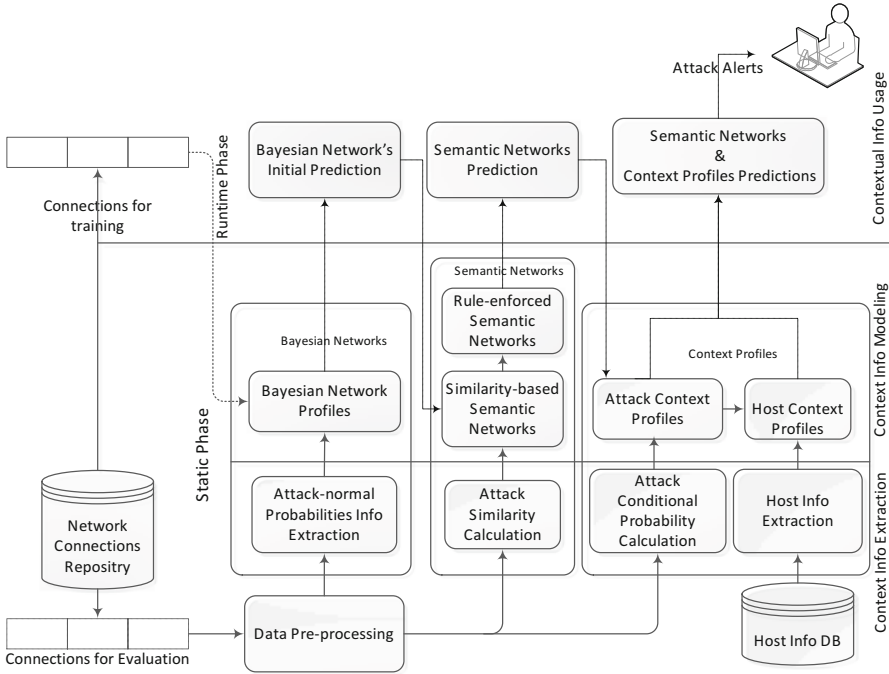 Attack Alerts
Contextual Info Usage
Runtime Phase
Bayesian Network's
Initial Prediction
Semantic Networks
Prediction
Semantic Networks
&
Context Profiles Predictions
Connections for
training
Context Info Modeling
Static Phase
Semantic Networks
Rule-enforced
Semantic
Networks
Bayesian Networks
Context Profiles
Bayesian Network
Profiles
Similarity-based
Semantic
Networks
Attack Context
Profiles
Host Context
Profiles
Context Info Extraction
Network
Connections
Repositry
Attack-normal
Probabilities Info
Extraction
Attack
Similarity
Calculation
Attack
Conditional
Probability
Calculation
Host Info
Extraction
Data Pre-processing
Host Info DB
Connections for Evaluation